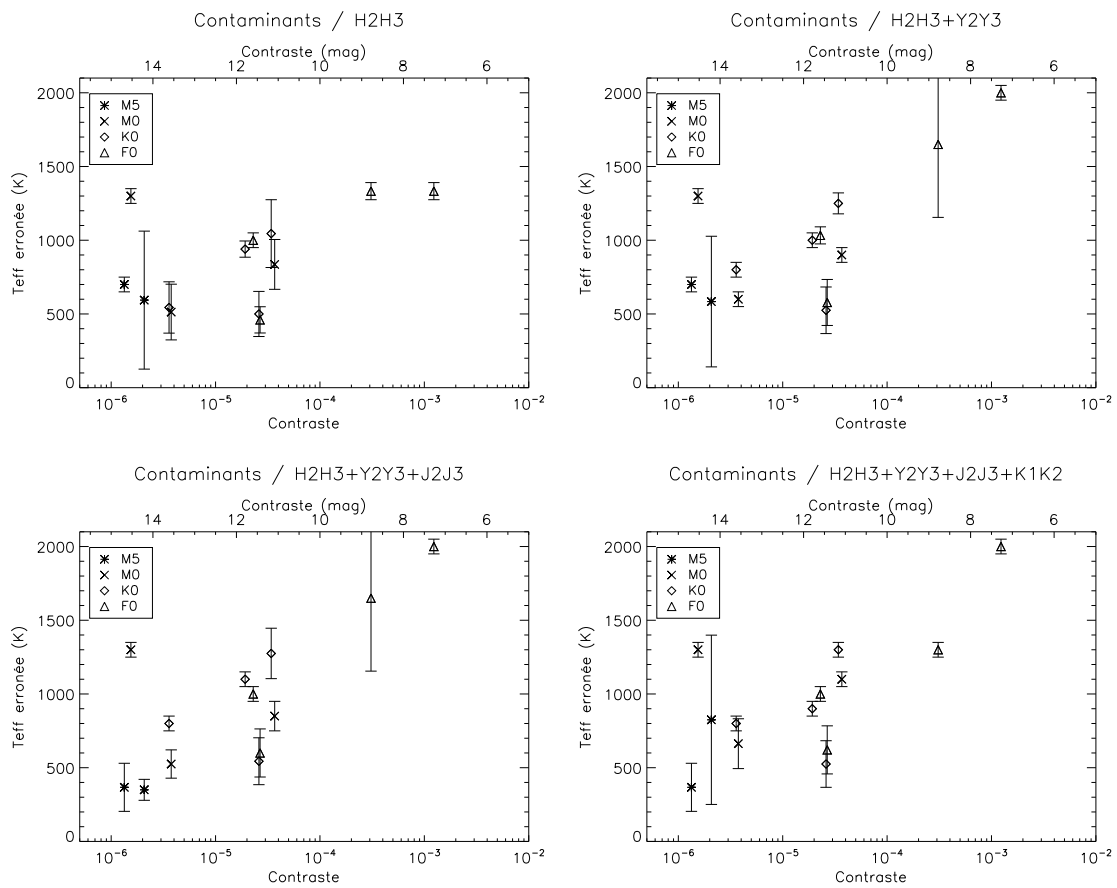 Contaminants / H2H3
Contraste (mag)
14 12 10 8 6
2000
1500
1000
500
0
Teff erronée (K)
M5
M0
K0
F0
10-6 10-5 10-4 10-3 10-2
Contraste
Contaminants / H2H3+Y2Y3
Contraste (mag)
14 12 10 8 6
2000
1500
1000
500
0
Teff erronée (K)
M5
M0
K0
F0
10-6 10-5 10-4 10-3 10-2
Contraste
Contaminants / H2H3+Y2Y3+J2J3
Contraste (mag)
14 12 10 8 6
2000
1500
1000
500
0
Teff erronée (K)
M5
M0
K0
F0
10-6 10-5 10-4 10-3 10-2
Contraste
Contaminants / H2H3+Y2Y3+J2J3+K1K2
Contraste (mag)
14 12 10 8 6
2000
1500
1000
500
0
Teff erronée (K)
M5
M0
K0
F0
10-6 10-5 10-4 10-3 10-2
Contraste